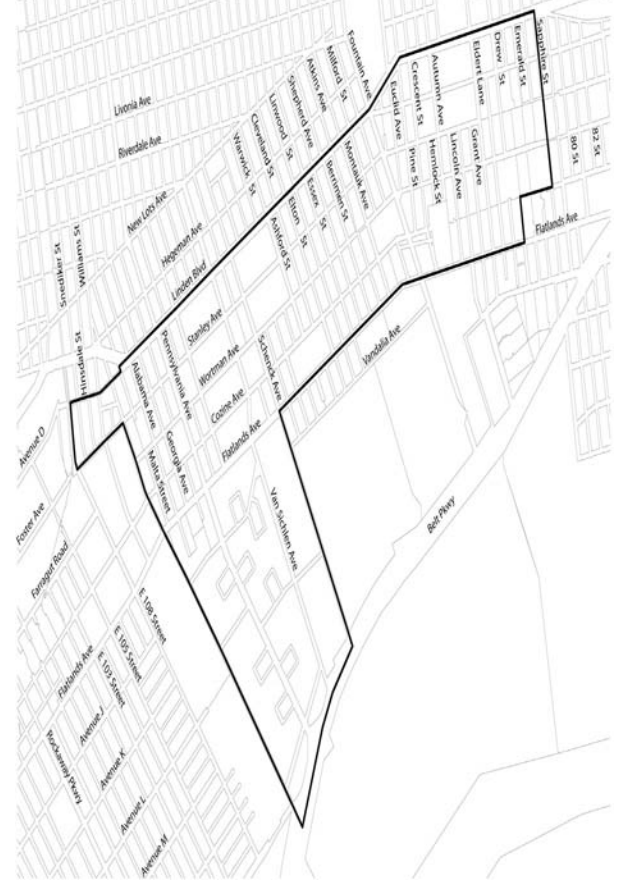 Livonia Ave
Riverdale Ave
New Lots Ave
Hegeman Ave
Linden Blvd
Fountain Ave
Milford St
Atkins Ave
Shepherd Ave
Linwood St
Cleveland St
Warwick St
Sapphire St
Emerald St
Drew St
Eldert Lane
Autumn Ave
Crescent St
Euclid Ave
82 St
80 St
Grant Ave
Lincoln Ave
Hemlock St
Pine St
Montauk Ave
Berriman St
Essex St
Elton St
Ashford St
Flatlands Ave
Williams St
Snediker St
Hinsdale St
Stanley Ave
Wortman Ave
Cozine Ave
Flatlands Ave
Schenck Ave
Vandalia Ave
Pennsylvania Ave
Alabama Ave
Georgia Ave
Malta Street
Van Sichlen Ave
Belt Pkwy
Avenue D
Foster Ave
Farragut Road
Flatlands Ave
E 108 Street
E 105 Street
E 103 Street
Avenue J
Avenue K
Avenue L
Avenue M
Rockaway Pkwy